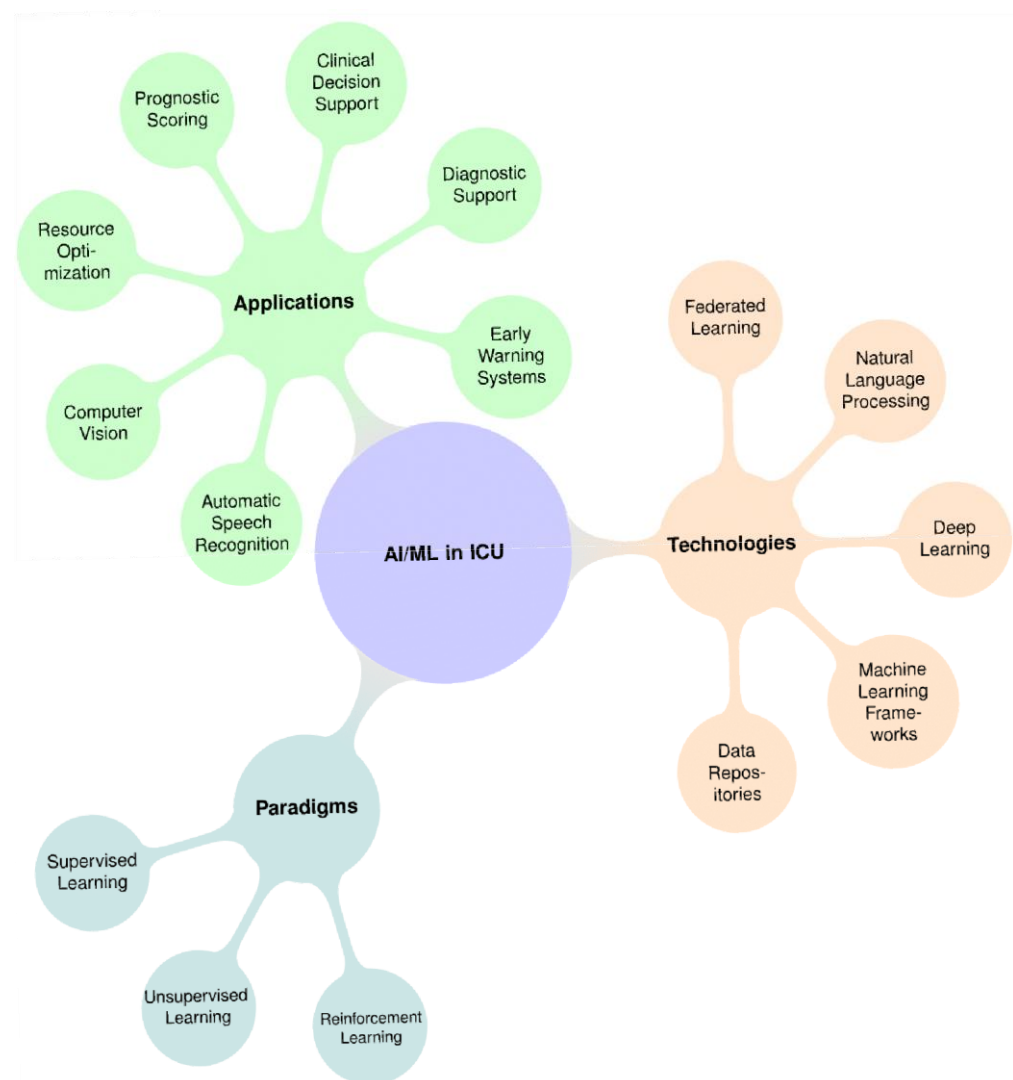 Clinical
Decision
Support
Prognostic
Scoring
Diagnostic
Support
Resource
Opti-
mization
Applications
Early
Warning
Systems
Computer
Vision
Automatic
Speech
Recognition
AI/ML in ICU
Federated
Learning
Natural
Language
Processing
Technologies
Deep
Learning
Machine
Learning
Frame-
works
Data
Repos-
itories
Paradigms
Supervised
Learning
Unsupervised
Learning
Reinforcement
Learning